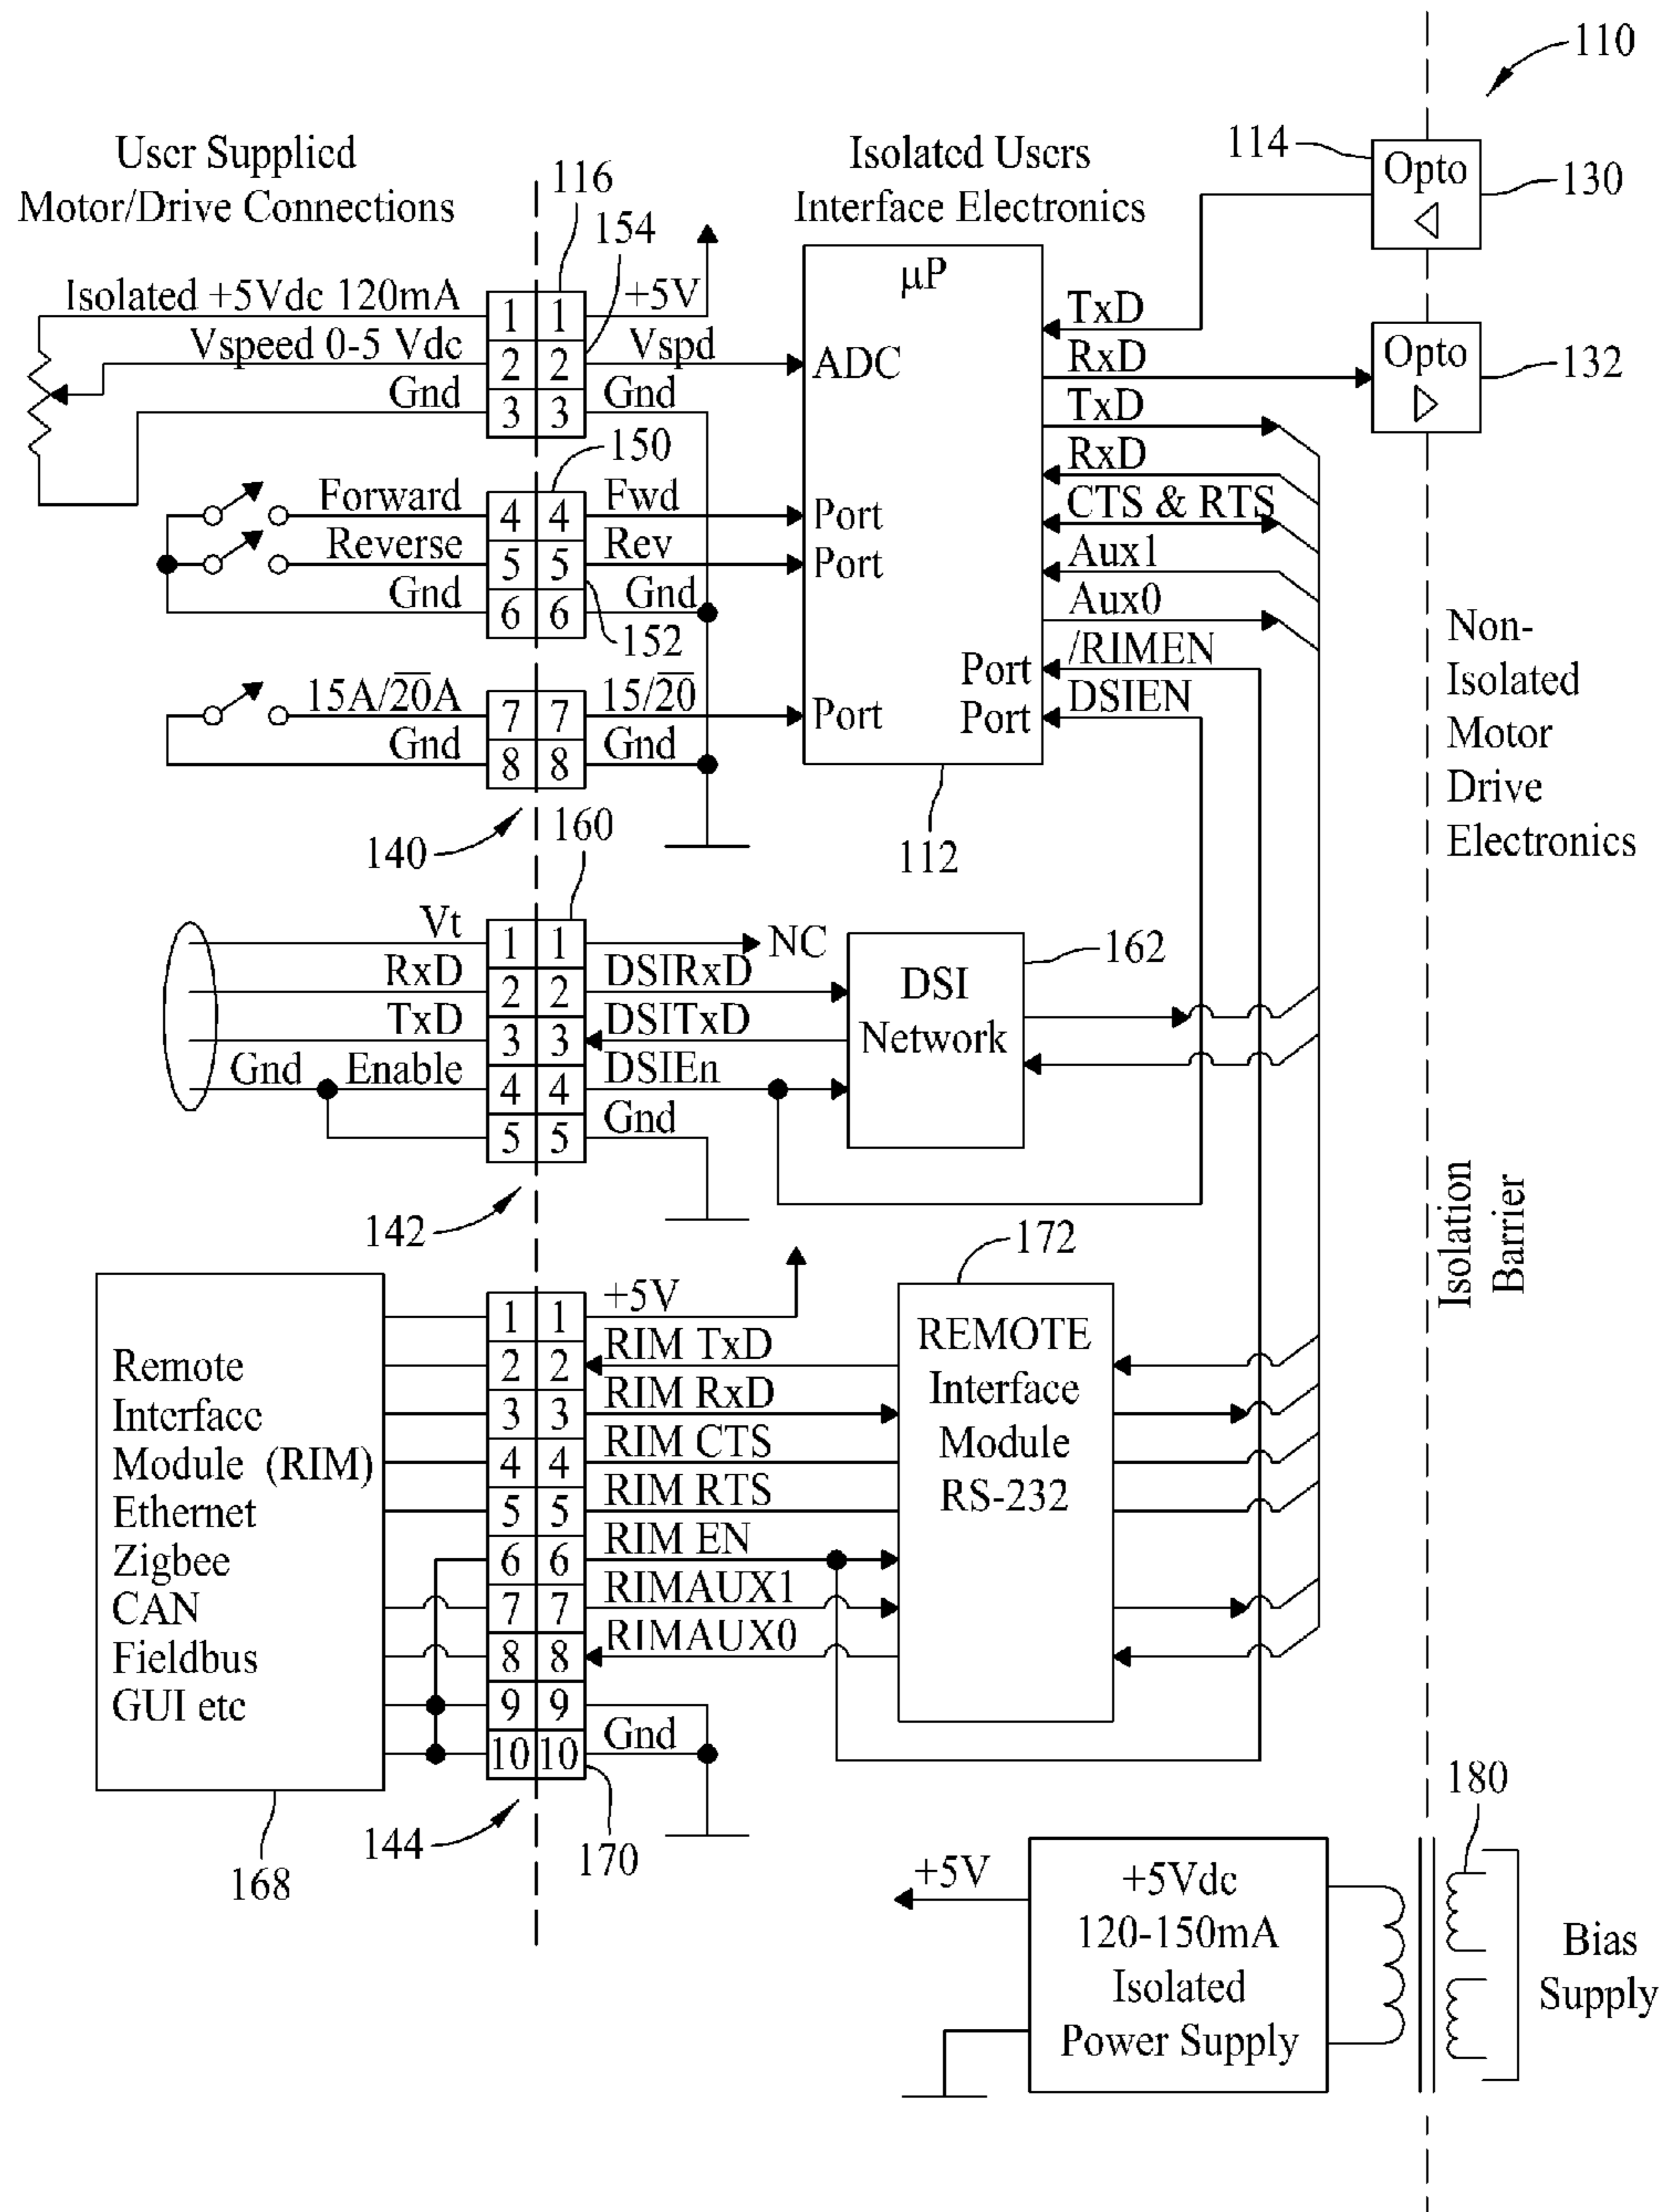 110
User Supplied
Motor/Drive Connections
116
154
Isolated Users
Interface Electronics
114
Opto
130
Opto
132
Isolated +5Vdc 120mA
1 1
+5V
Vspeed 0-5 Vdc
2 2
Vspd
Gnd
3 3
Gnd
150
Forward
4 4
Fwd
Reverse
5 5
Rev
Gnd
6 6
Gnd
152
15A/2̅0̅A
7 7
15/2̅0̅
Gnd
8 8
Gnd
140
µP
ADC
Port
Port
Port
TxD
RxD
TxD
RxD
CTS & RTS
Aux1
Aux0
Port
/RIMEN
Port
DSIEN
112
Non-
Isolated
Motor
Drive
Electronics
160
Vt
1 1
NC
RxD
2 2
DSIRxD
TxD
3 3
DSITxD
Gnd
Enable
4 4
DSIEn
5 5
Gnd
142
DSI
Network
162
Isolation
Barrier
172
Remote
Interface
Module (RIM)
Ethernet
Zigbee
CAN
Fieldbus
GUI etc
168
1 1
+5V
2 2
RIM TxD
3 3
RIM RxD
4 4
RIM CTS
5 5
RIM RTS
6 6
RIM EN
7 7
RIMAUX1
8 8
RIMAUX0
9 9
10 10
Gnd
144
170
REMOTE
Interface
Module
RS-232
180
+5V
+5Vdc
120-150mA
Isolated
Power Supply
Bias
Supply